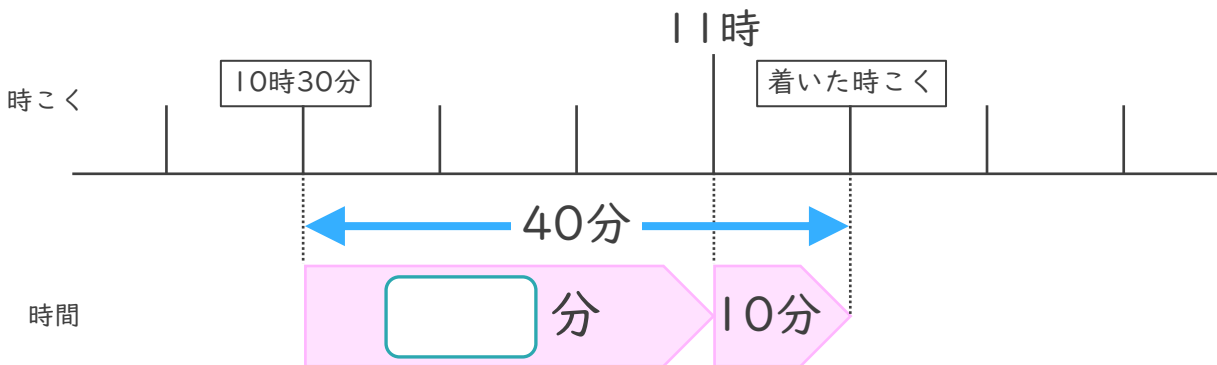 11時
10時30分
着いた時こく
時こく
40分
時間
分
10分